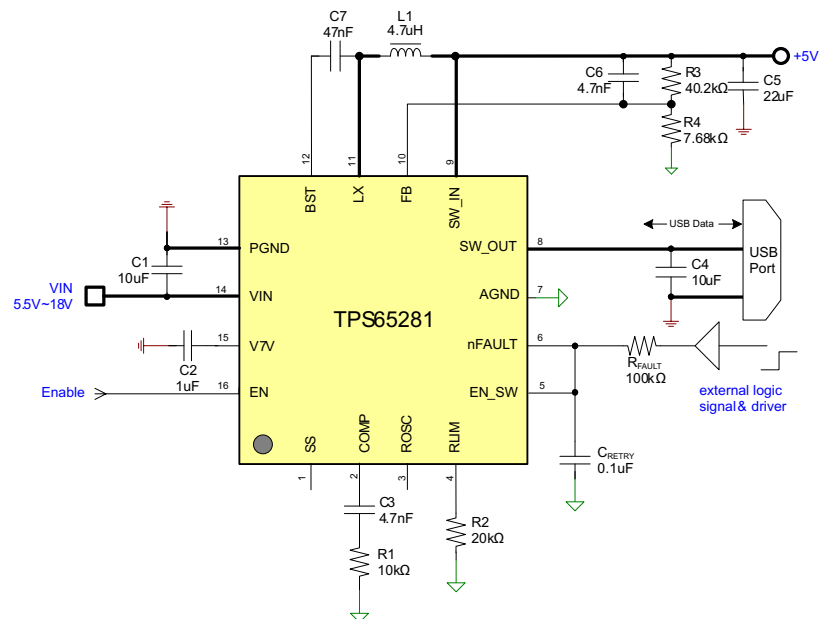 C7
47nF
L1
4.7uH
+5V
C6
4.7nF
R3
40.2kΩ
C5
22uF
R4
7.68kΩ
12
11
10
9
BST
LX
FB
SW_IN
13
PGND
SW_OUT
8
USB Data
USB
Port
C1
10uF
C4
10uF
VIN
5.5V~18V
14
VIN
AGND
7
TPS65281
15
V7V
nFAULT
6
C2
1uF
RFAULT
100kΩ
Enable
16
EN
EN_SW
5
external logic
signal & driver
SS
COMP
ROSC
RLIM
1
2
3
4
CRETRY
0.1uF
C3
4.7nF
R2
20kΩ
R1
10kΩ